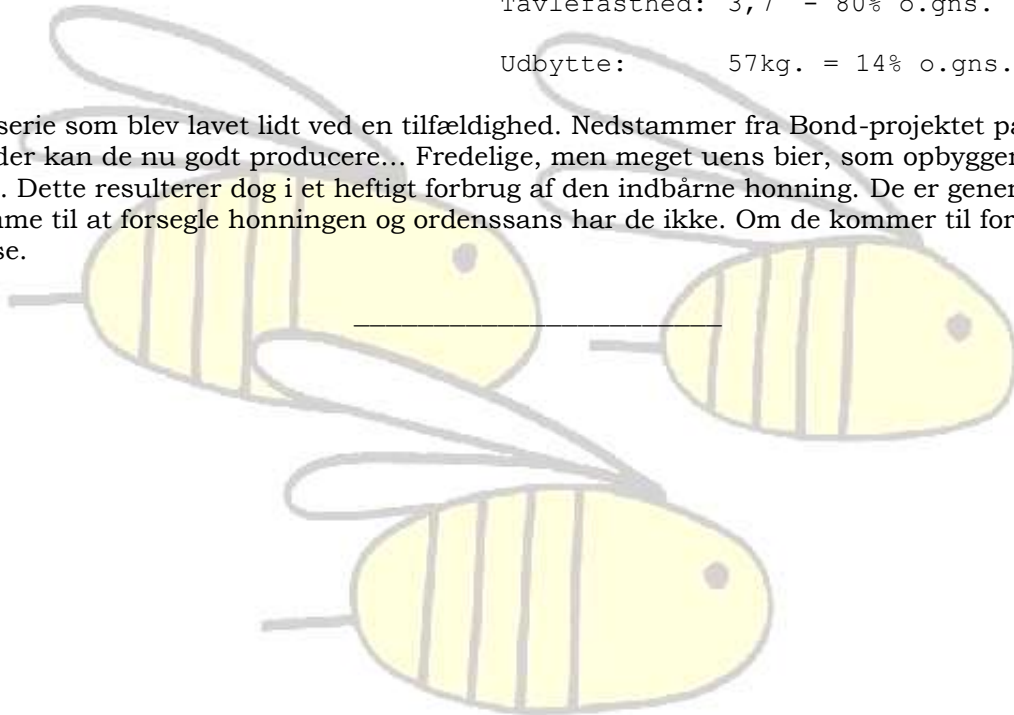 Tavlefasthed: 3,7 - 80% o.gns.
Udbytte: 57kg. = 14% o.gns.
serie som blev lavet lidt ved en tilfældighed. Nedstammer fra Bond-projektet på
der kan de nu godt producere... Fredelige, men meget uens bier, som opbygger
. Dette resulterer dog i et heftigt forbrug af den indbårne honning. De er gener
me til at forsegle honningen og ordenssans har de ikke. Om de kommer til for
se.